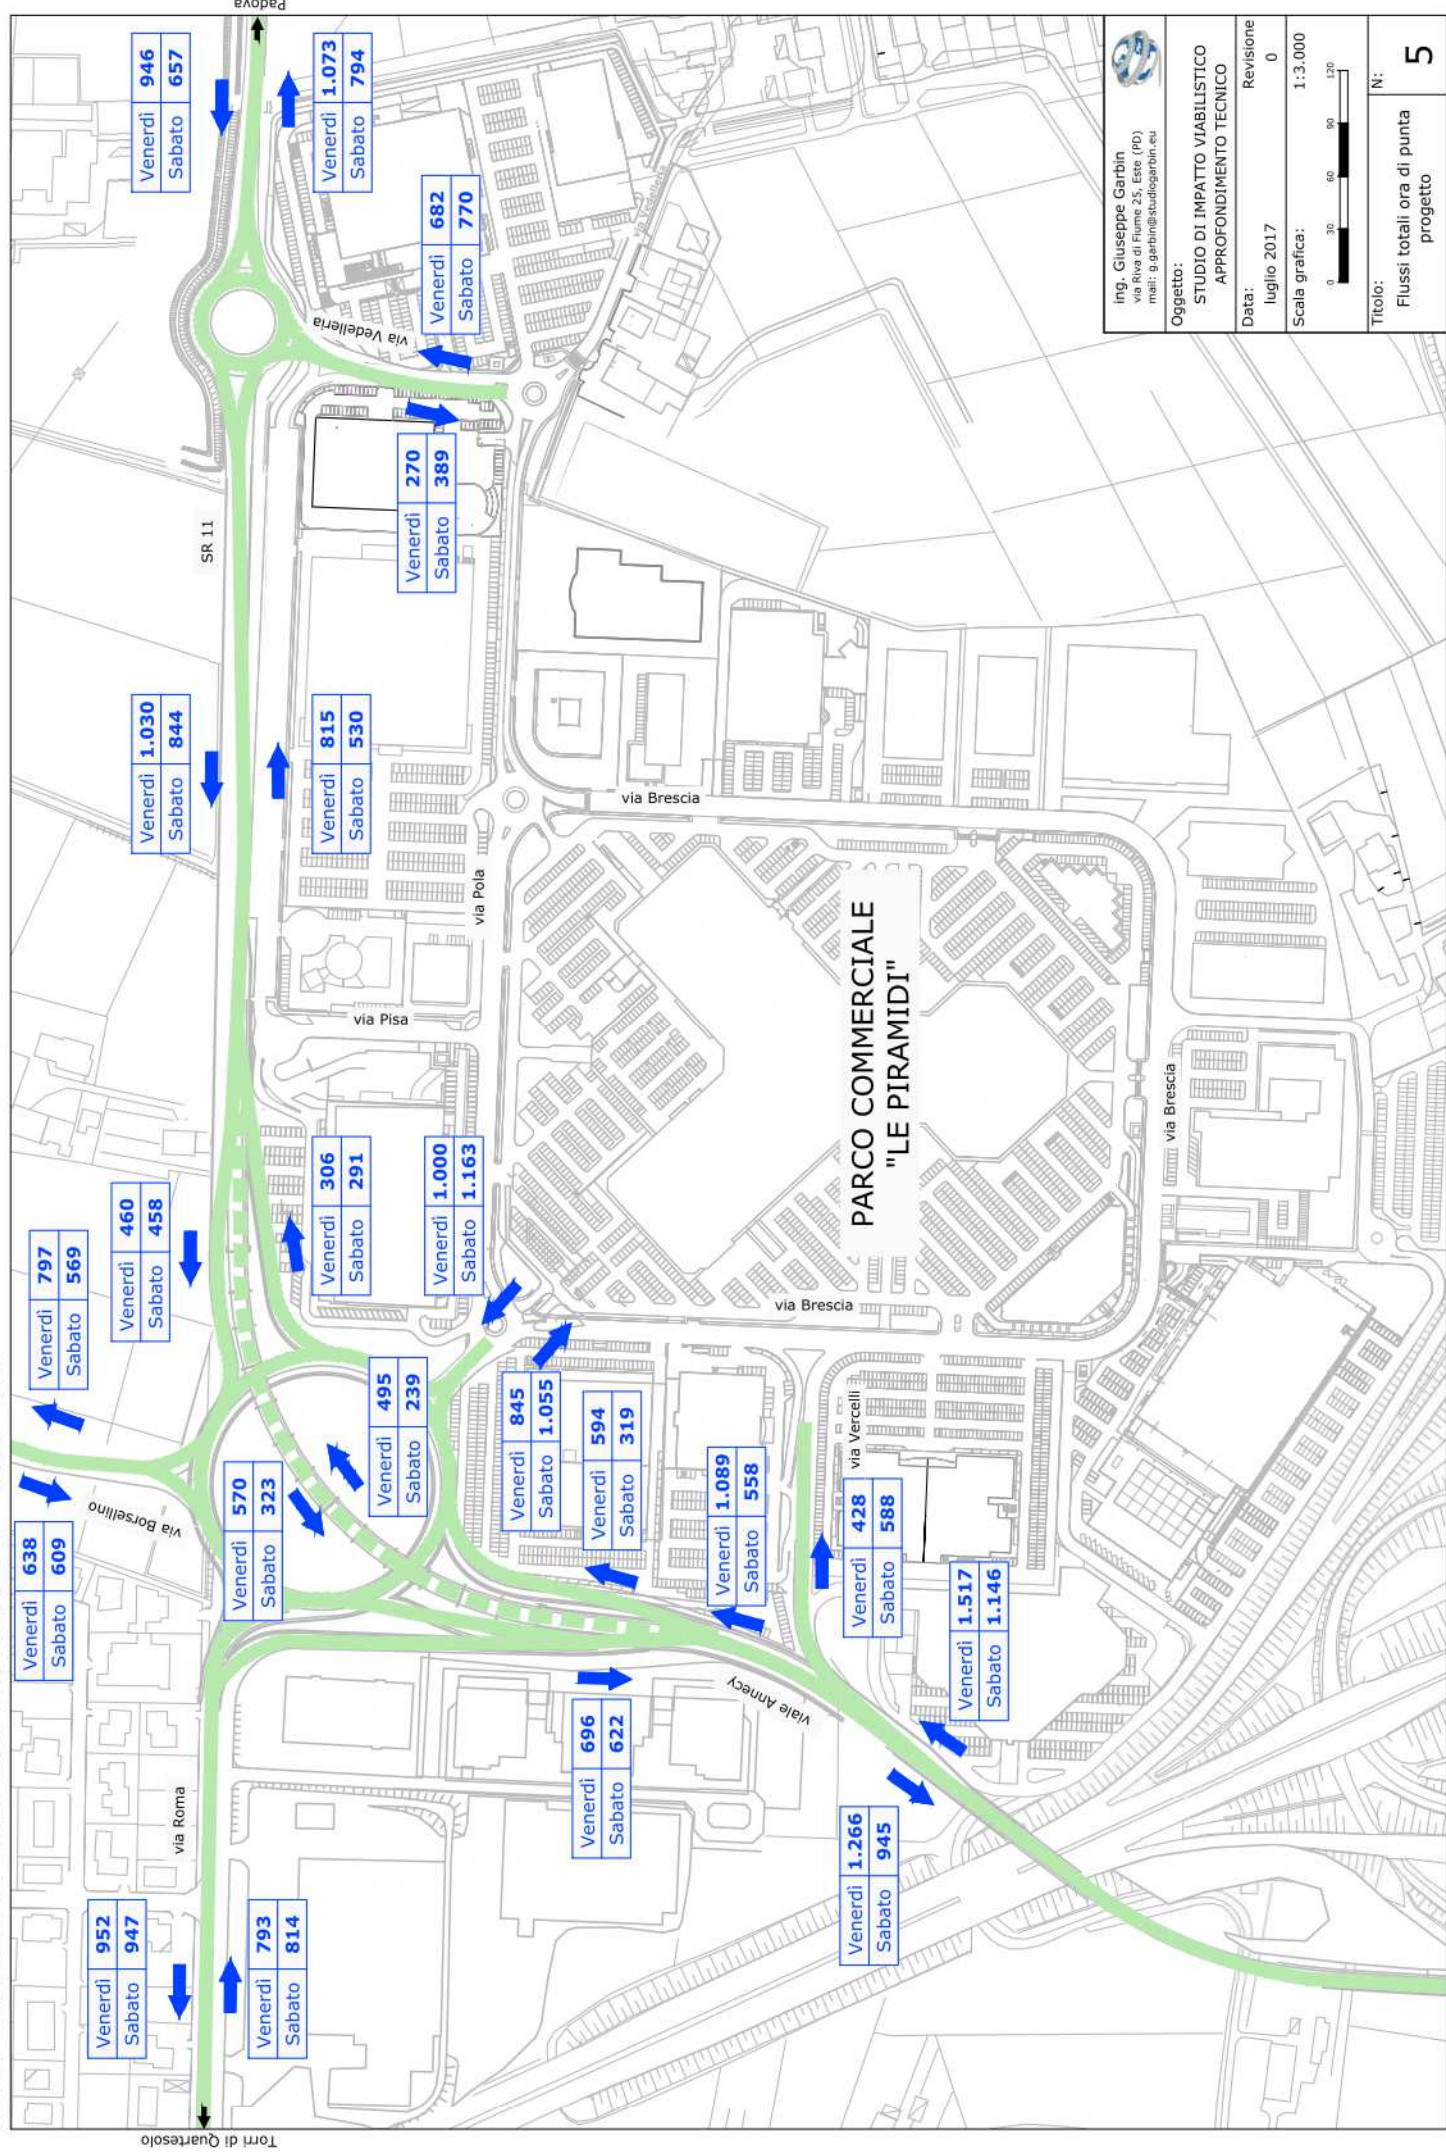 Padova
Torri di Quartesolo
Venerdì 952
Sabato 947
Venerdì 793
Sabato 814
via Roma
Venerdì 638
Sabato 609
Venerdì 797
Sabato 569
via Borsellino
Venerdì 460
Sabato 458
Venerdì 570
Sabato 323
Venerdì 495
Sabato 239
Venerdì 306
Sabato 291
Venerdì 1.000
Sabato 1.163
Venerdì 845
Sabato 1.055
Venerdì 594
Sabato 319
Venerdì 696
Sabato 622
Venerdì 1.089
Sabato 558
viale Annecy
Venerdì 428
Sabato 588
via Vercelli
Venerdì 1.517
Sabato 1.146
Venerdì 1.266
Sabato 945
Venerdì 1.030
Sabato 844
Venerdì 815
Sabato 530
SR 11
via Pisa
via Pola
via Brescia
via Brescia
via Brescia
PARCO COMMERCIALE
"LE PIRAMIDI"
Venerdì 946
Sabato 657
Venerdì 1.073
Sabato 794
Venerdì 682
Sabato 770
Venerdì 270
Sabato 389
via Vedelleria
via Vedelleria
ing. Giuseppe Garbin
via Riva di Fiume 25, Este (PD)
mail: g.garbin@studiogarbin.eu
Oggetto:
STUDIO DI IMPATTO VIABILISTICO
APPROFONDIMENTO TECNICO
Data:
luglio 2017
Revisione
0
Scala grafica:
1:3.000
0 30 60 90 120
Titolo:
Flussi totali ora di punta
progetto
N:
5